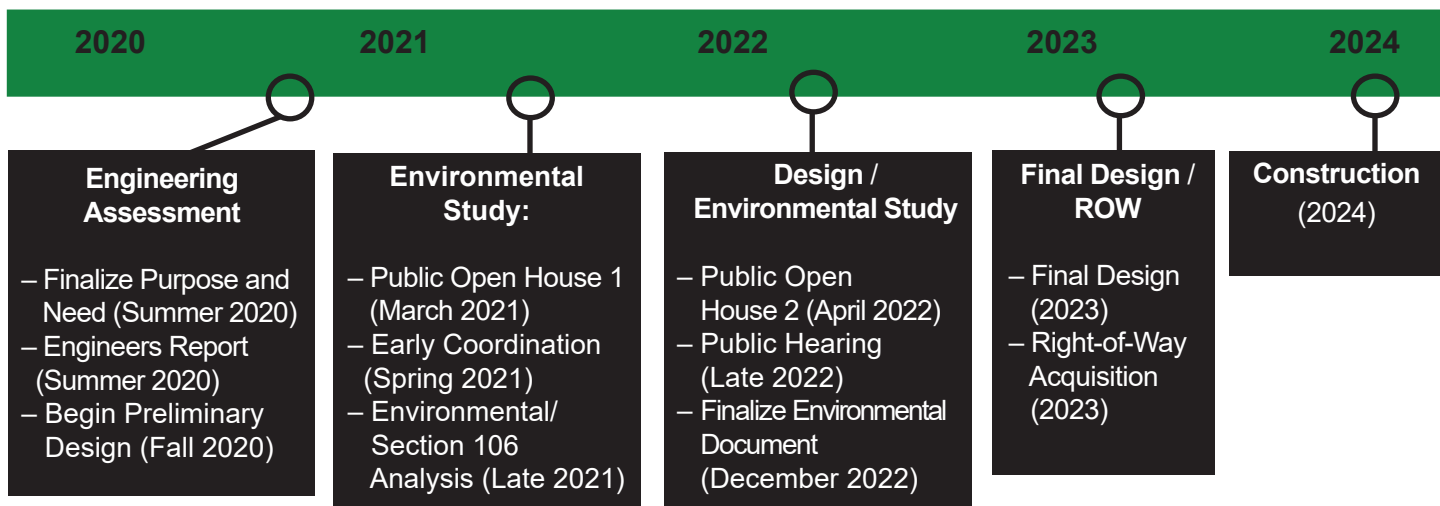 2020 2021 2022 2023 2024
Engineering
Assessment
– Finalize Purpose and
Need (Summer 2020)
– Engineers Report
(Summer 2020)
– Begin Preliminary
Design (Fall 2020)
Environmental
Study:
– Public Open House 1
(March 2021)
– Early Coordination
(Spring 2021)
– Environmental/
Section 106
Analysis (Late 2021)
Design /
Environmental Study
– Public Open
House 2 (April 2022)
– Public Hearing
(Late 2022)
– Finalize Environmental
Document
(December 2022)
Final Design /
ROW
– Final Design
(2023)
– Right-of-Way
Acquisition
(2023)
Construction
(2024)